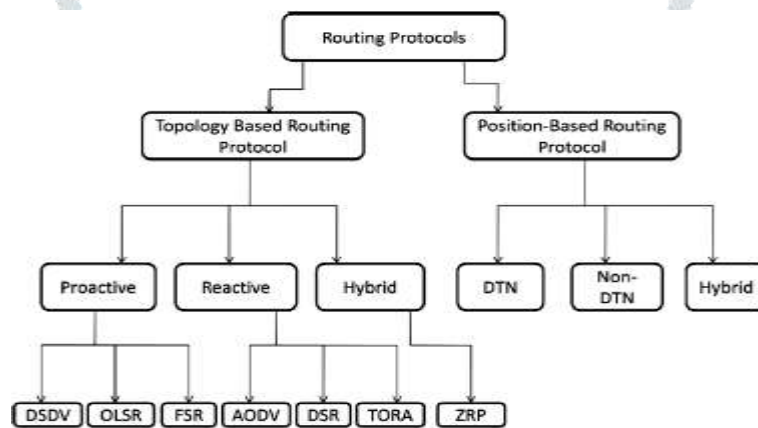 Routing Protocols
Topology Based Routing
Protocol
Position-Based Routing
Protocol
Proactive
Reactive
Hybrid
DTN
Non-
DTN
Hybrid
DSDV
OLSR
FSR
AODV
DSR
TORA
ZRP